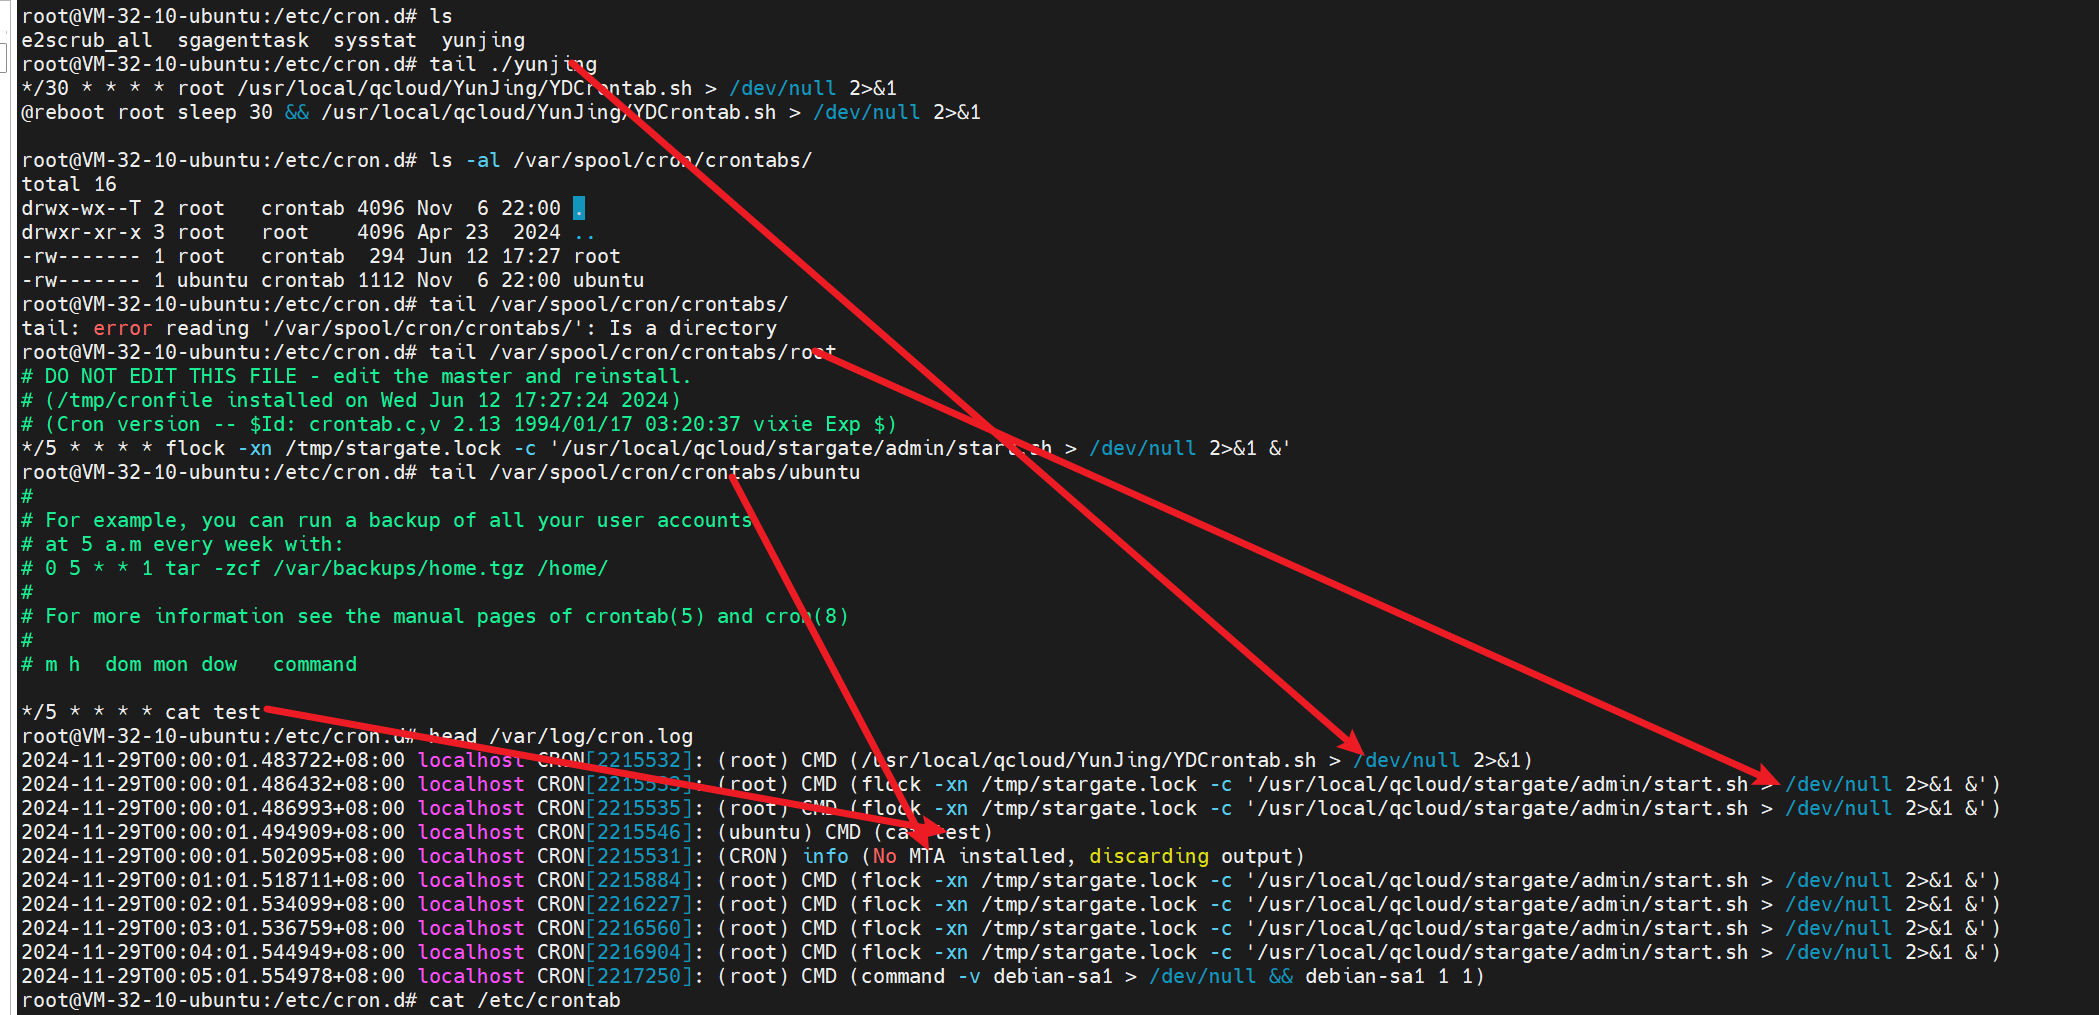 root@VM-32-10-ubuntu:/etc/cron.d# ls
e2scrub_all  sgagenttask  sysstat  yunjing
root@VM-32-10-ubuntu:/etc/cron.d# tail ./yunjing
*/30 * * * * root /usr/local/qcloud/YunJing/YDCrontab.sh > /dev/null 2>&1
@reboot root sleep 30 && /usr/local/qcloud/YunJing/YDCrontab.sh > /dev/null 2>&1
root@VM-32-10-ubuntu:/etc/cron.d# ls -al /var/spool/cron/crontabs/
total 16
drwx-wx--T 2 root   crontab 4096 Nov  6 22:00 .
drwxr-xr-x 3 root   root    4096 Apr 23  2024 ..
-rw------- 1 root   crontab  294 Jun 12 17:27 root
-rw------- 1 ubuntu crontab 1112 Nov  6 22:00 ubuntu
root@VM-32-10-ubuntu:/etc/cron.d# tail /var/spool/cron/crontabs/
tail: error reading '/var/spool/cron/crontabs/': Is a directory
root@VM-32-10-ubuntu:/etc/cron.d# tail /var/spool/cron/crontabs/root
# DO NOT EDIT THIS FILE - edit the master and reinstall.
# (/tmp/cronfile installed on Wed Jun 12 17:27:24 2024)
# (Cron version -- $Id: crontab.c,v 2.13 1994/01/17 03:20:37 vixie Exp $)
*/5 * * * * flock -xn /tmp/stargate.lock -c '/usr/local/qcloud/stargate/admin/start.sh > /dev/null 2>&1 &'
root@VM-32-10-ubuntu:/etc/cron.d# tail /var/spool/cron/crontabs/ubuntu
#
# For example, you can run a backup of all your user accounts
# at 5 a.m every week with:
# 0 5 * * 1 tar -zcf /var/backups/home.tgz /home/
#
# For more information see the manual pages of crontab(5) and cron(8)
#
# m h  dom mon dow   command
*/5 * * * * cat test
root@VM-32-10-ubuntu:/etc/cron.d# head /var/log/cron.log
2024-11-29T00:00:01.483722+08:00 localhost CRON[2215532]: (root) CMD (/usr/local/qcloud/YunJing/YDCrontab.sh > /dev/null 2>&1)
2024-11-29T00:00:01.486432+08:00 localhost CRON[2215533]: (root) CMD (flock -xn /tmp/stargate.lock -c '/usr/local/qcloud/stargate/admin/start.sh > /dev/null 2>&1 &')
2024-11-29T00:00:01.486993+08:00 localhost CRON[2215535]: (root) CMD (flock -xn /tmp/stargate.lock -c '/usr/local/qcloud/stargate/admin/start.sh > /dev/null 2>&1 &')
2024-11-29T00:00:01.494909+08:00 localhost CRON[2215546]: (ubuntu) CMD (cat test)
2024-11-29T00:00:01.502095+08:00 localhost CRON[2215531]: (CRON) info (No MTA installed, discarding output)
2024-11-29T00:01:01.518711+08:00 localhost CRON[2215884]: (root) CMD (flock -xn /tmp/stargate.lock -c '/usr/local/qcloud/stargate/admin/start.sh > /dev/null 2>&1 &')
2024-11-29T00:02:01.534099+08:00 localhost CRON[2216227]: (root) CMD (flock -xn /tmp/stargate.lock -c '/usr/local/qcloud/stargate/admin/start.sh > /dev/null 2>&1 &')
2024-11-29T00:03:01.536759+08:00 localhost CRON[2216560]: (root) CMD (flock -xn /tmp/stargate.lock -c '/usr/local/qcloud/stargate/admin/start.sh > /dev/null 2>&1 &')
2024-11-29T00:04:01.544949+08:00 localhost CRON[2216904]: (root) CMD (flock -xn /tmp/stargate.lock -c '/usr/local/qcloud/stargate/admin/start.sh > /dev/null 2>&1 &')
2024-11-29T00:05:01.554978+08:00 localhost CRON[2217250]: (root) CMD (command -v debian-sa1 > /dev/null && debian-sa1 1 1)
root@VM-32-10-ubuntu:/etc/cron.d# cat /etc/crontab